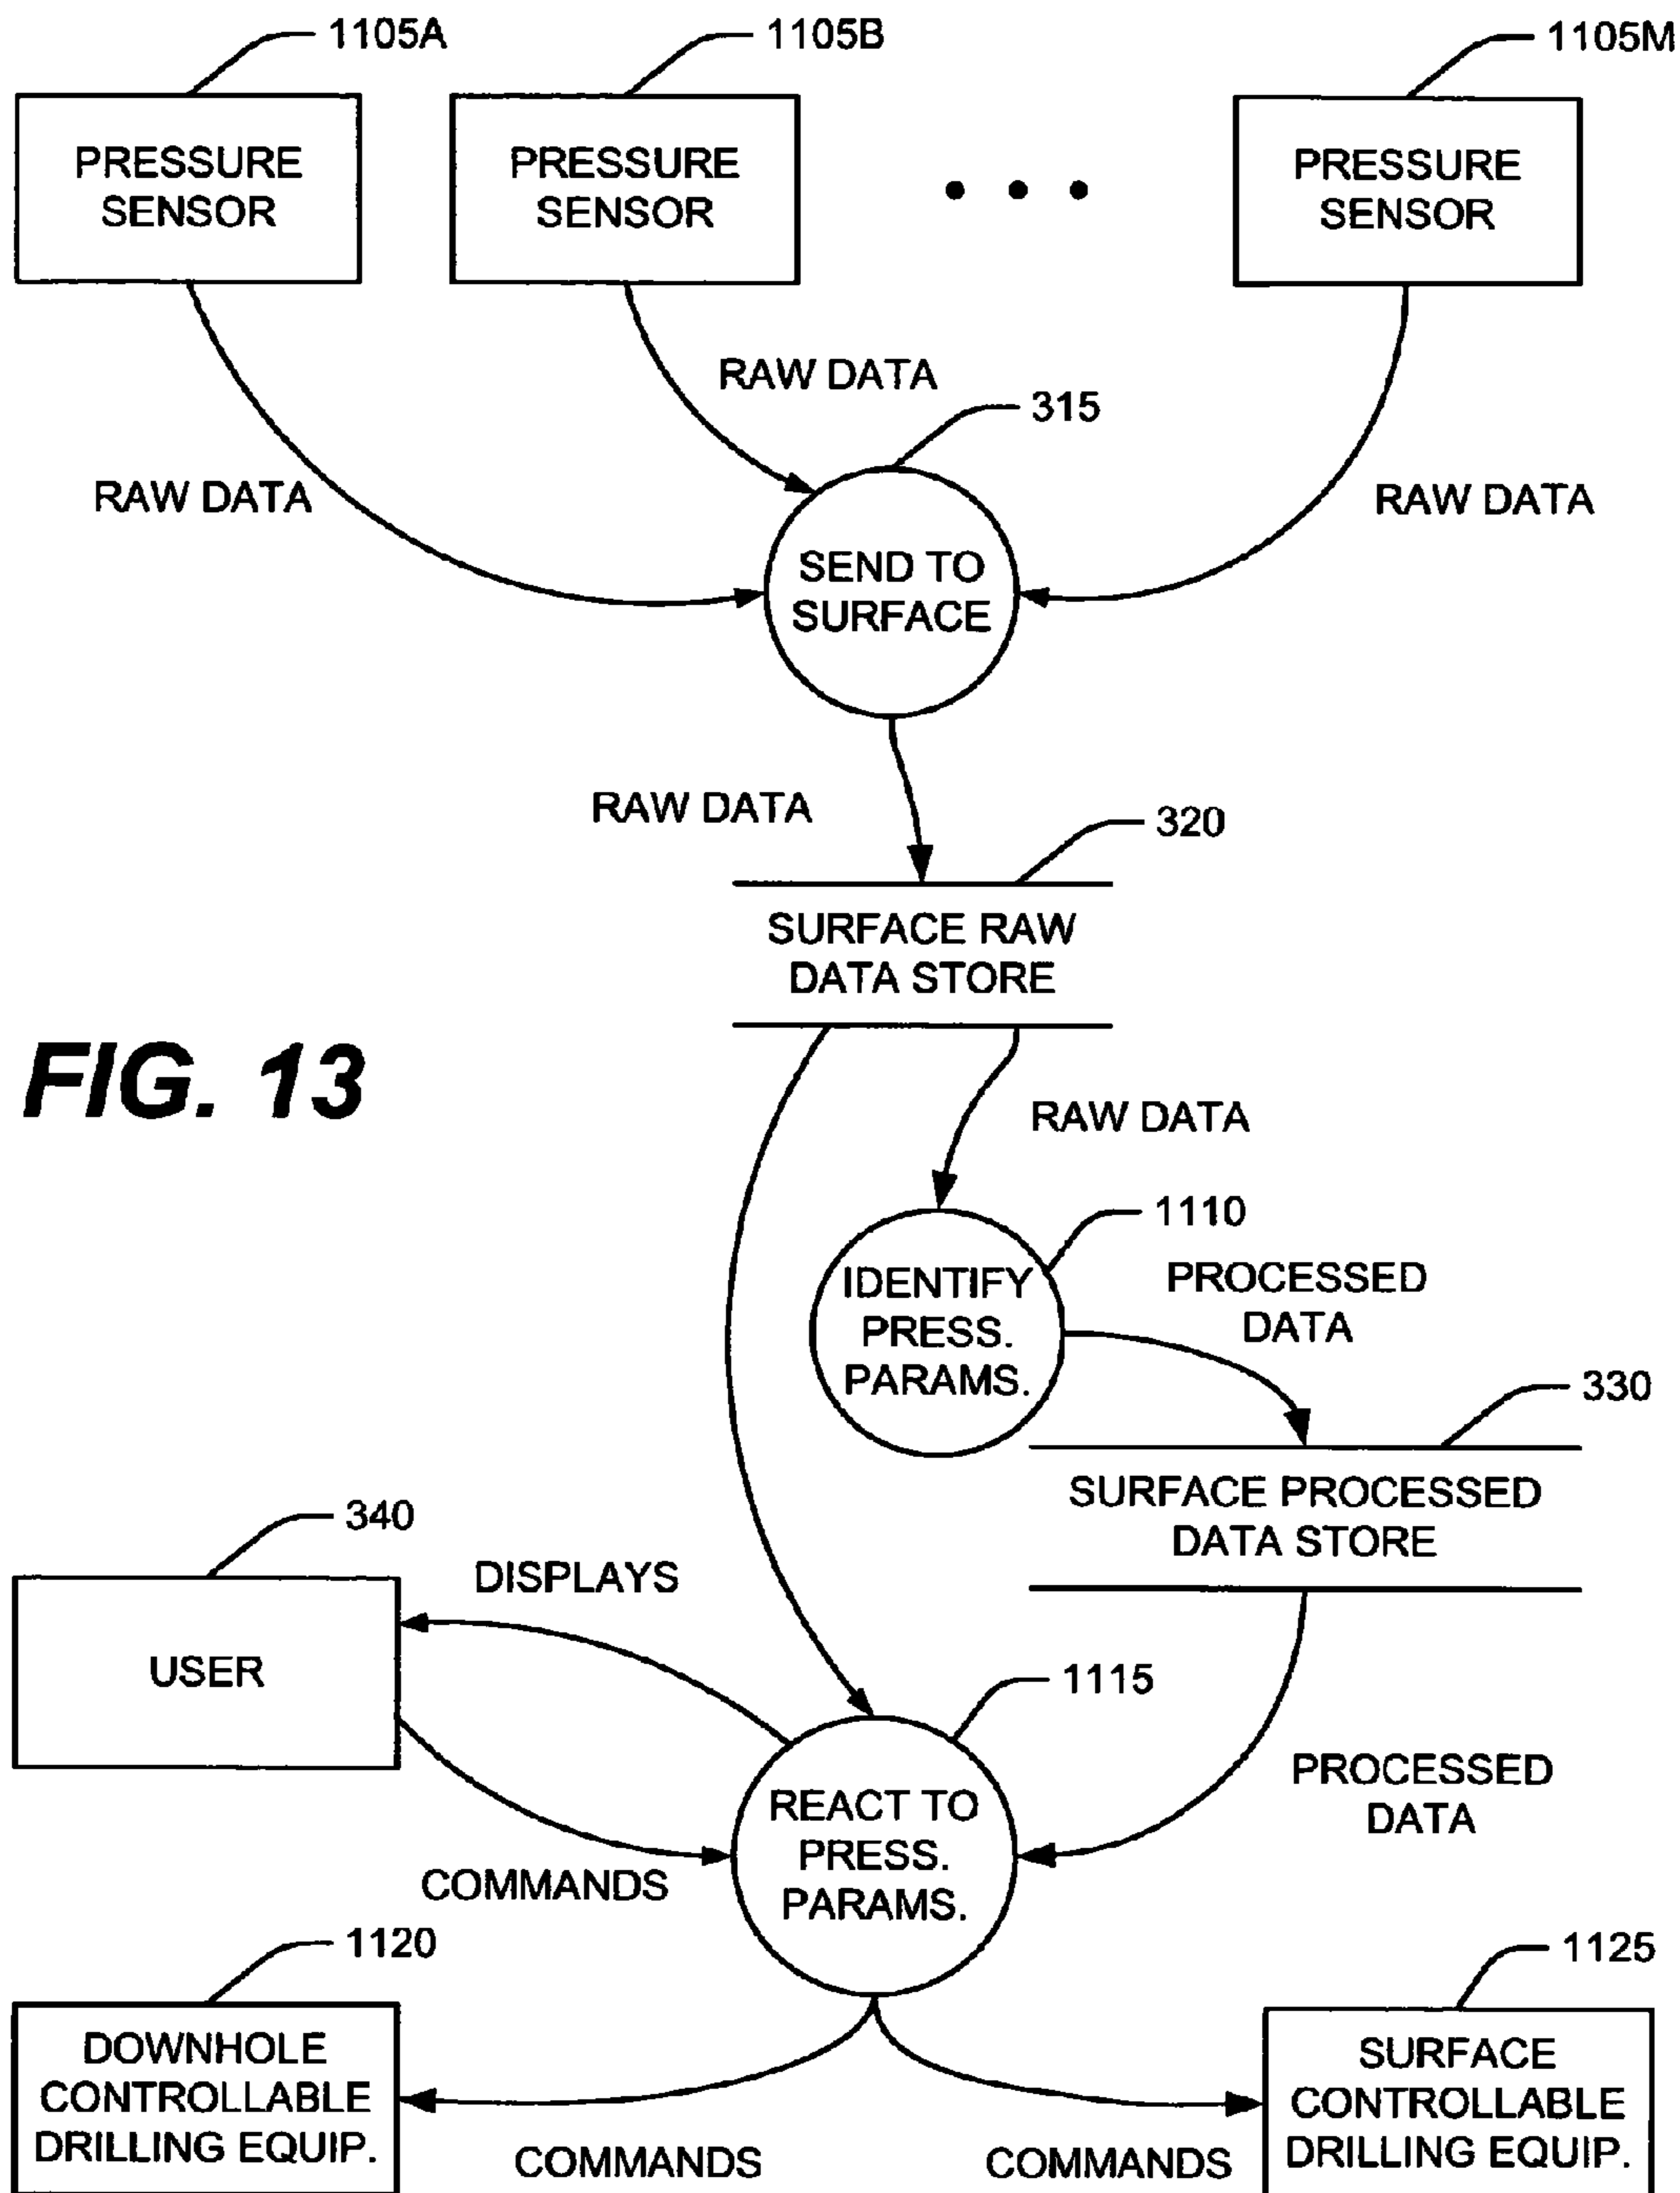 1105A
1105B
1105M
PRESSURE
SENSOR
PRESSURE
SENSOR
PRESSURE
SENSOR
RAW DATA
RAW DATA
RAW DATA
315
SEND TO
SURFACE
RAW DATA
320
SURFACE RAW
DATA STORE
FIG. 13
RAW DATA
1110
IDENTIFY
PRESS.
PARAMS.
PROCESSED
DATA
330
SURFACE PROCESSED
DATA STORE
340
USER
DISPLAYS
1115
REACT TO
PRESS.
PARAMS.
PROCESSED
DATA
COMMANDS
1120
DOWNHOLE
CONTROLLABLE
DRILLING EQUIP.
COMMANDS
COMMANDS
1125
SURFACE
CONTROLLABLE
DRILLING EQUIP.